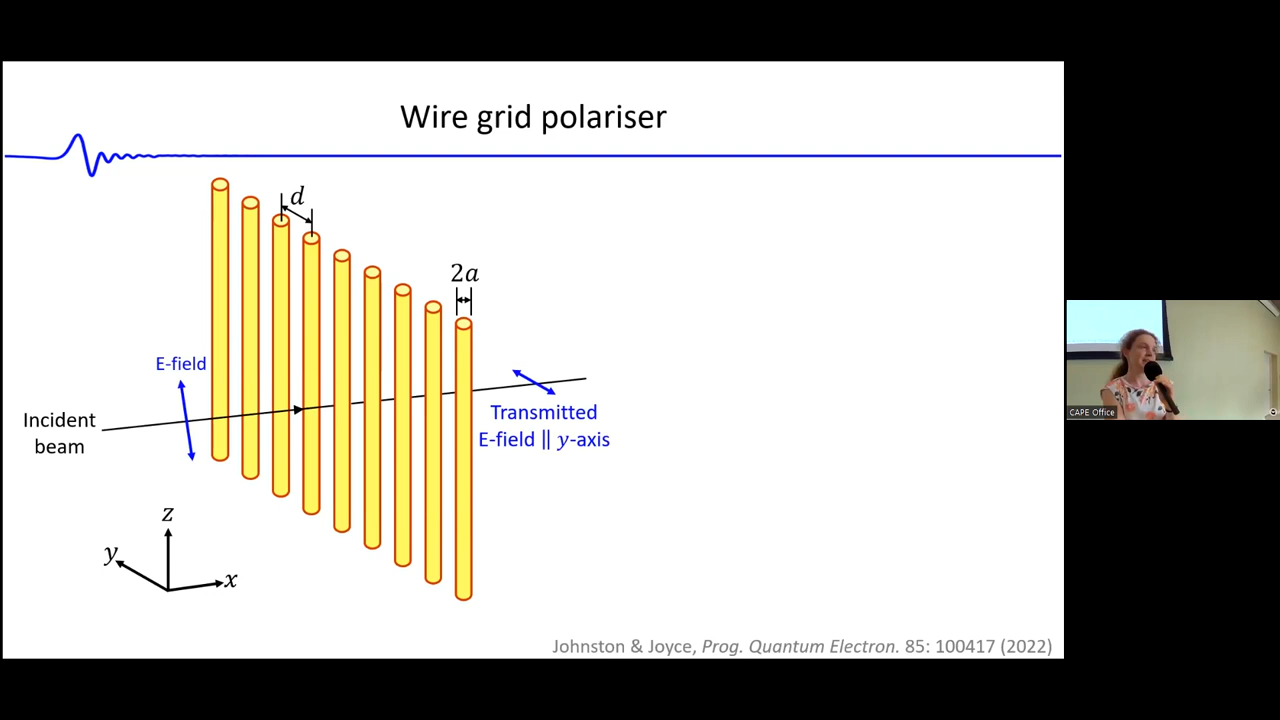 Wire grid polariser
d
2a
E-field
Incident
beam
Transmitted
E-field ∥ y-axis
z
y
x
Johnston & Joyce, Prog. Quantum Electron. 85: 100417 (2022)
CAPE Office